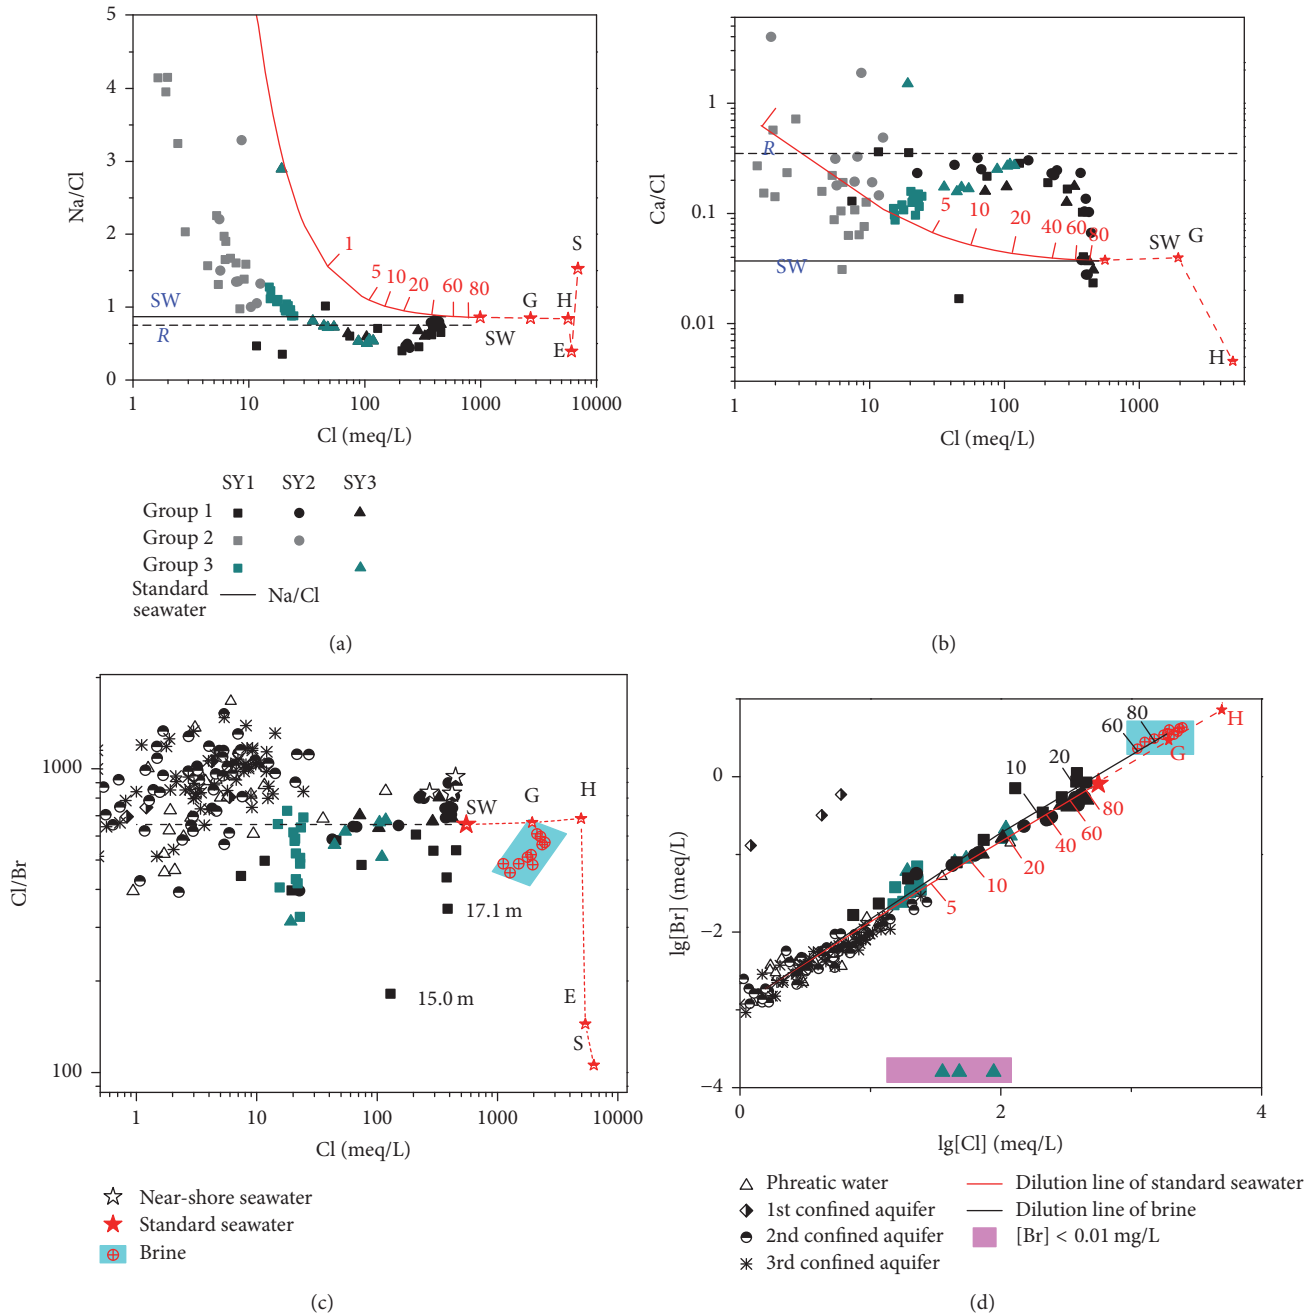 5
4
3
2
1
0
Na/Cl
SW
R
1
5 10 20 60 80
SW
G
H
S
E
1 10 100 1000 10000
Cl (meq/L)
SY1 SY2 SY3
Group 1
Group 2
Group 3
Standard seawater Na/Cl
(a)
1
0.1
0.01
Ca/Cl
R
SW
5 10 20 40 60 80
SW G
H
1 10 100 1000
Cl (meq/L)
(b)
1000
100
Cl/Br
SW
G
H
17.1 m
15.0 m
E
S
1 10 100 1000 10000
Cl (meq/L)
Near-shore seawater
Standard seawater
Brine
(c)
0
−2
−4
lg[Br] (meq/L)
10 20 60 80
H
G
80
60
40
20
10
5
0 2 4
lg[Cl] (meq/L)
Phreatic water
1st confined aquifer
2nd confined aquifer
3rd confined aquifer
Dilution line of standard seawater
Dilution line of brine
[Br] < 0.01 mg/L
(d)